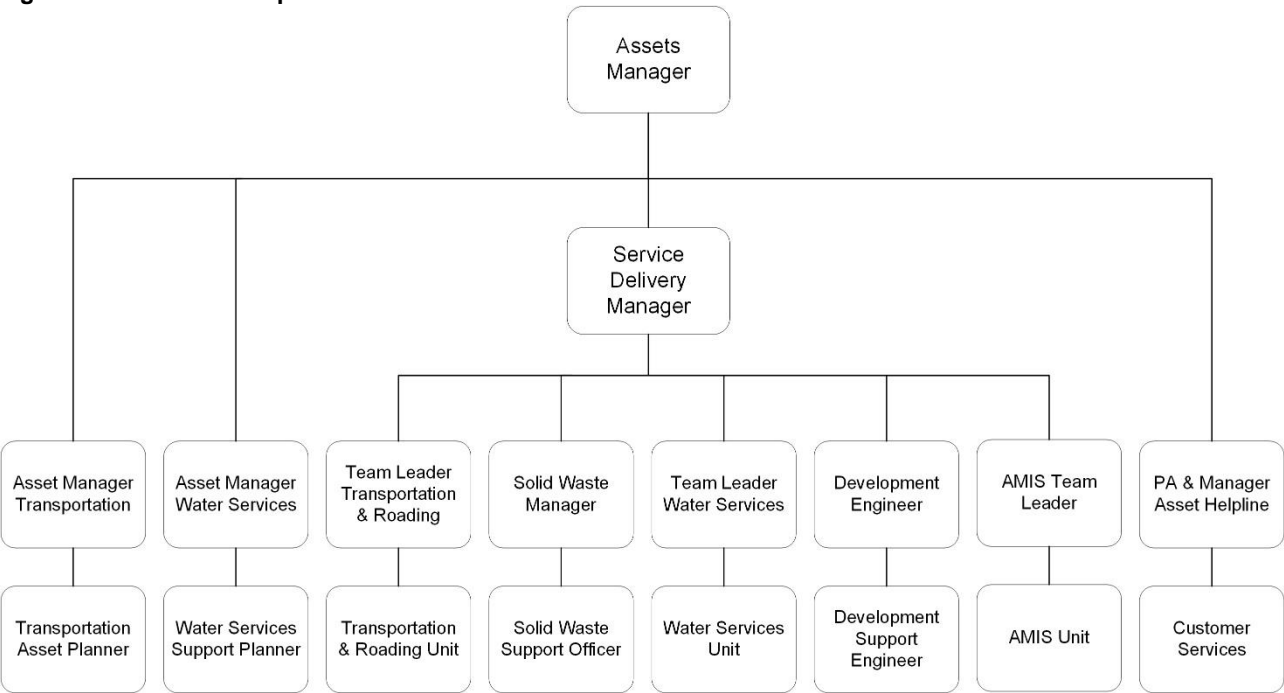 Assets
Manager
Service
Delivery
Manager
Asset Manager
Transportation
Asset Manager
Water Services
Team Leader
Transportation
& Roading
Solid Waste
Manager
Team Leader
Water Services
Development
Engineer
AMIS Team
Leader
PA & Manager
Asset Helpline
Transportation
Asset Planner
Water Services
Support Planner
Transportation
& Roading Unit
Solid Waste
Support Officer
Water Services
Unit
Development
Support
Engineer
AMIS Unit
Customer
Services